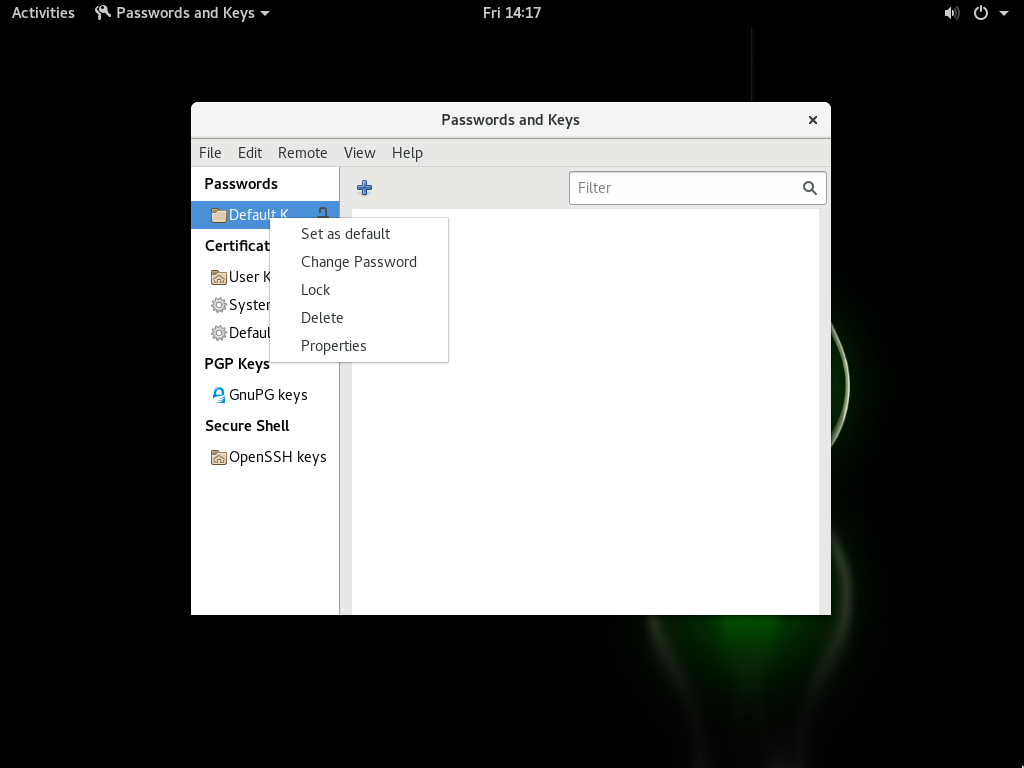 Activities Passwords and Keys Fri 14:17
Passwords and Keys
File Edit Remote View Help
Passwords
Filter
Default K
Set as default
Certificat
Change Password
User K
Lock
System
Delete
Defaul
Properties
PGP Keys
GnuPG keys
Secure Shell
OpenSSH keys